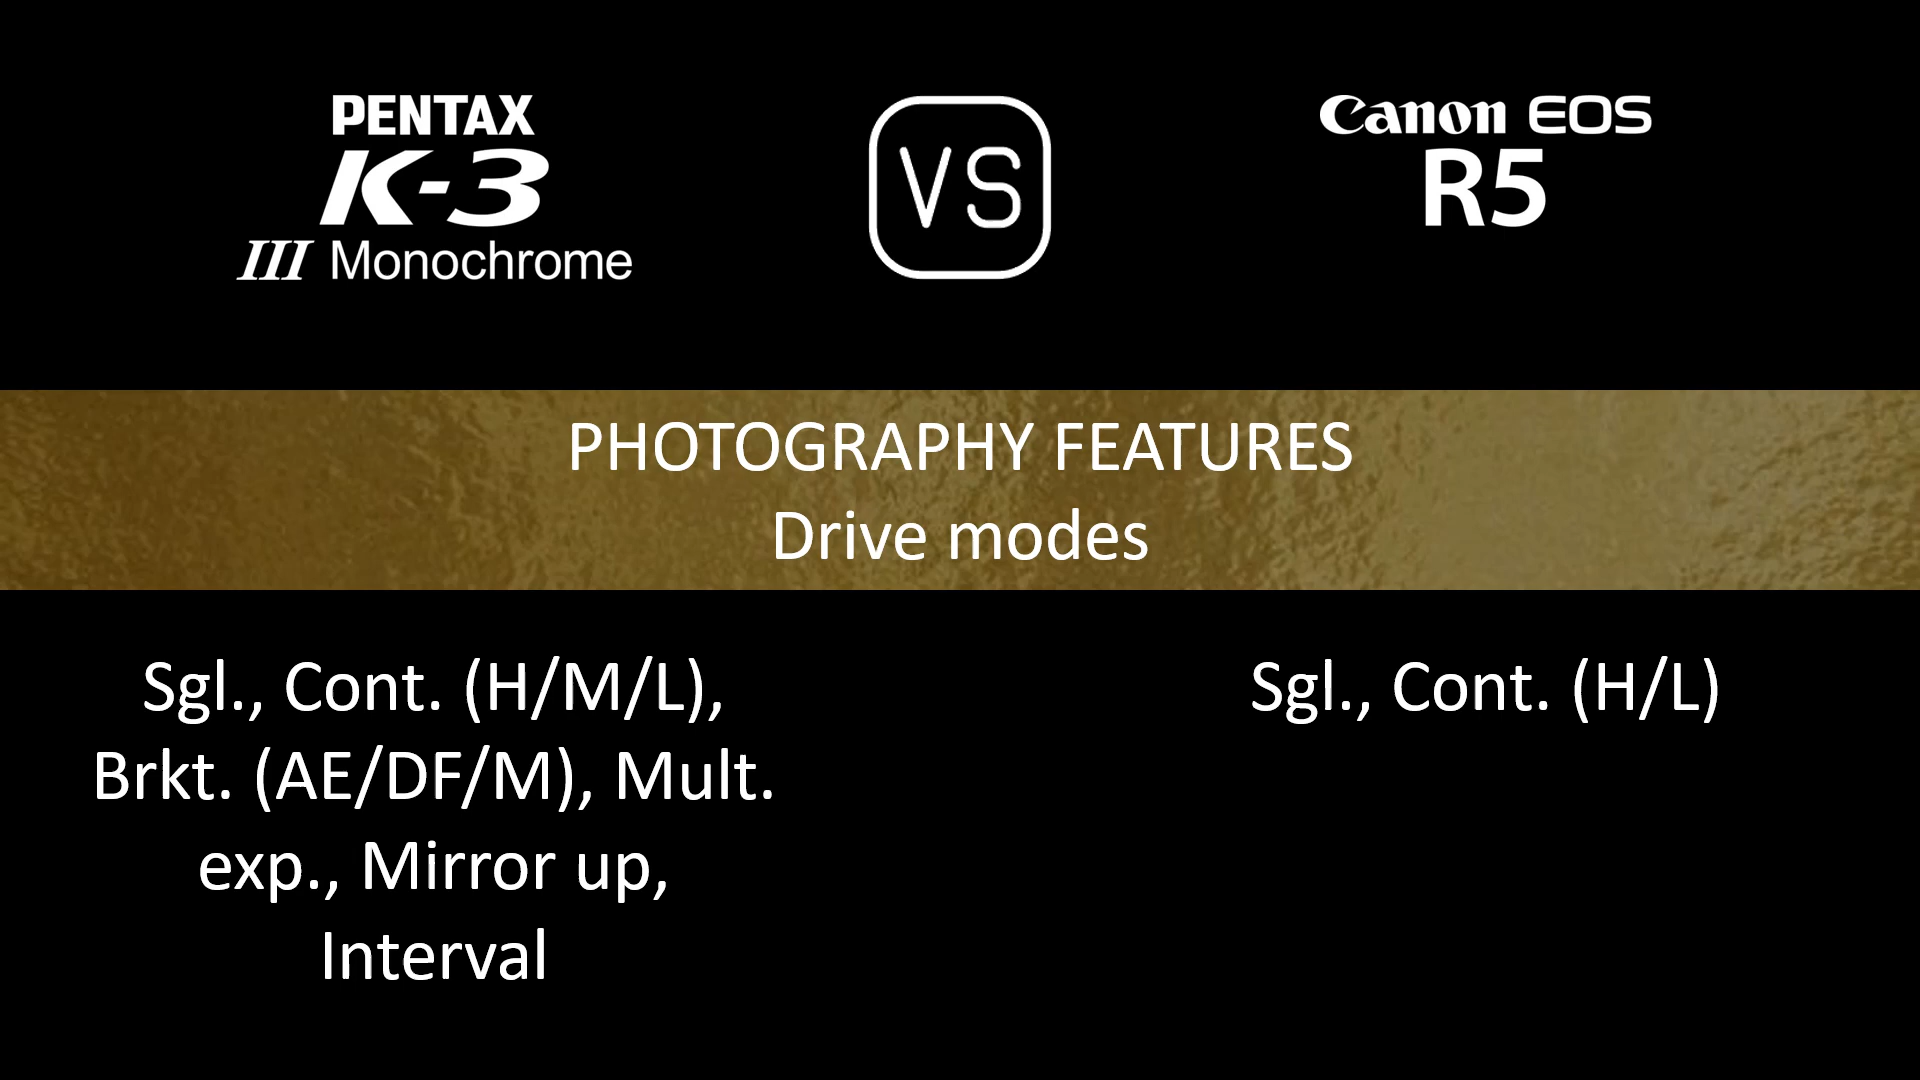 PENTAX
K-3
III Monochrome
VS
Canon EOS
R5
PHOTOGRAPHY FEATURES
Drive modes
Sgl., Cont. (H/M/L),
Brkt. (AE/DF/M), Mult.
exp., Mirror up,
Interval
Sgl., Cont. (H/L)